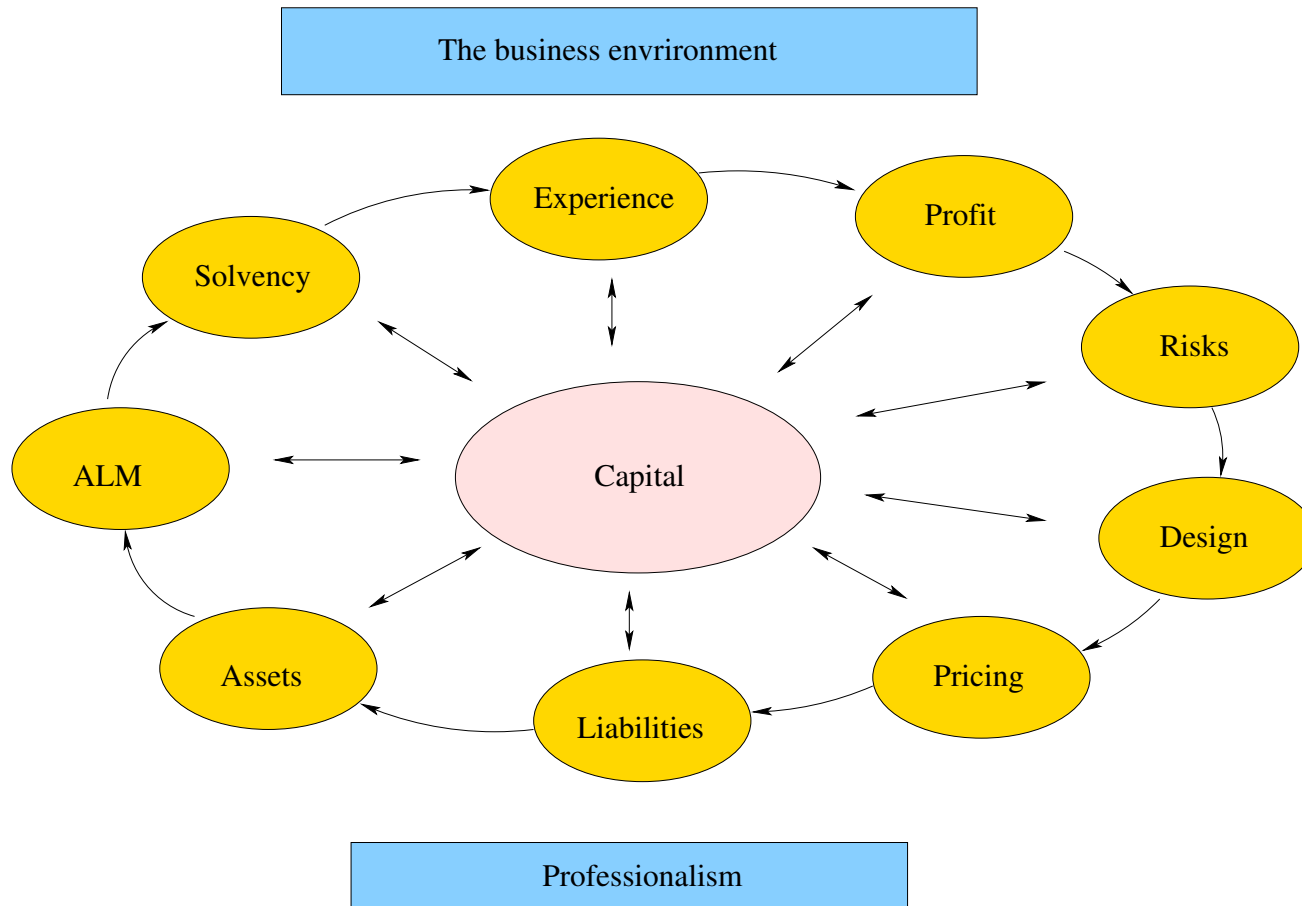 The business envrironment
Experience
Profit
Solvency
Risks
Capital
ALM
Design
Assets
Pricing
Liabilities
Professionalism